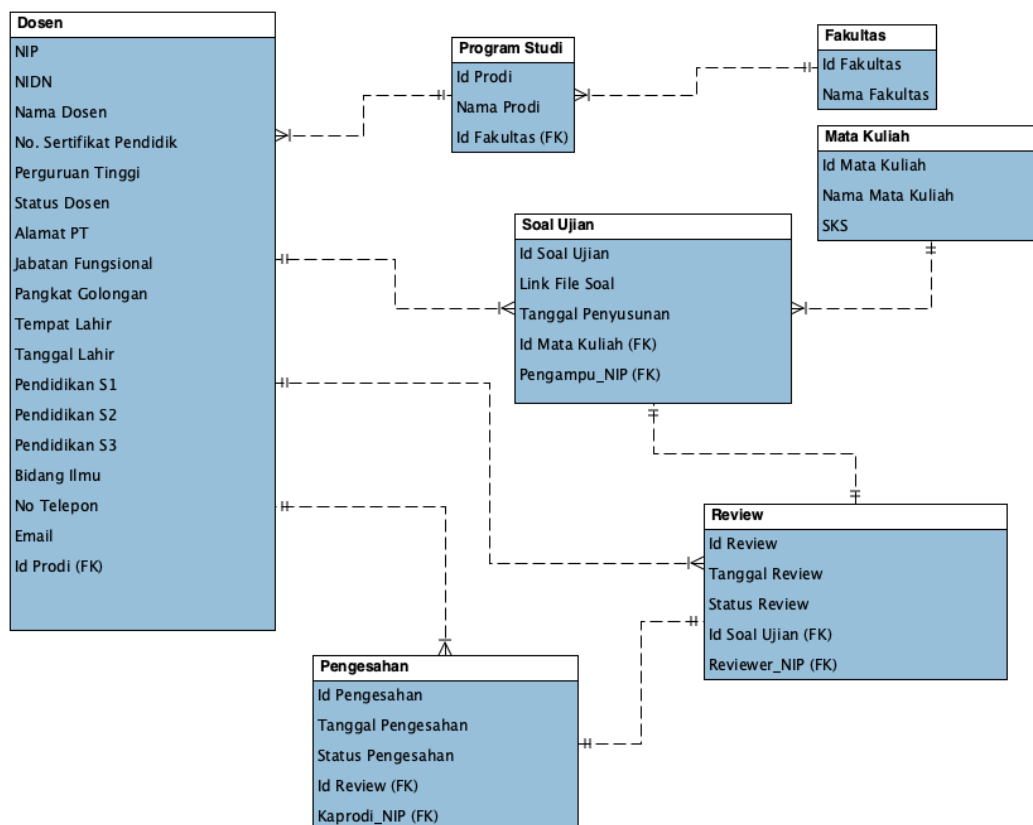 Dosen
NIP
NIDN
Nama Dosen
No. Sertifikat Pendidik
Perguruan Tinggi
Status Dosen
Alamat PT
Jabatan Fungsional
Pangkat Golongan
Tempat Lahir
Tanggal Lahir
Pendidikan S1
Pendidikan S2
Pendidikan S3
Bidang Ilmu
No Telepon
Email
Id Prodi (FK)
Program Studi
Id Prodi
Nama Prodi
Id Fakultas (FK)
Fakultas
Id Fakultas
Nama Fakultas
Mata Kuliah
Id Mata Kuliah
Nama Mata Kuliah
SKS
Soal Ujian
Id Soal Ujian
Link File Soal
Tanggal Penyusunan
Id Mata Kuliah (FK)
Pengampu_NIP (FK)
Review
Id Review
Tanggal Review
Status Review
Id Soal Ujian (FK)
Reviewer_NIP (FK)
Pengesahan
Id Pengesahan
Tanggal Pengesahan
Status Pengesahan
Id Review (FK)
Kaprodi_NIP (FK)